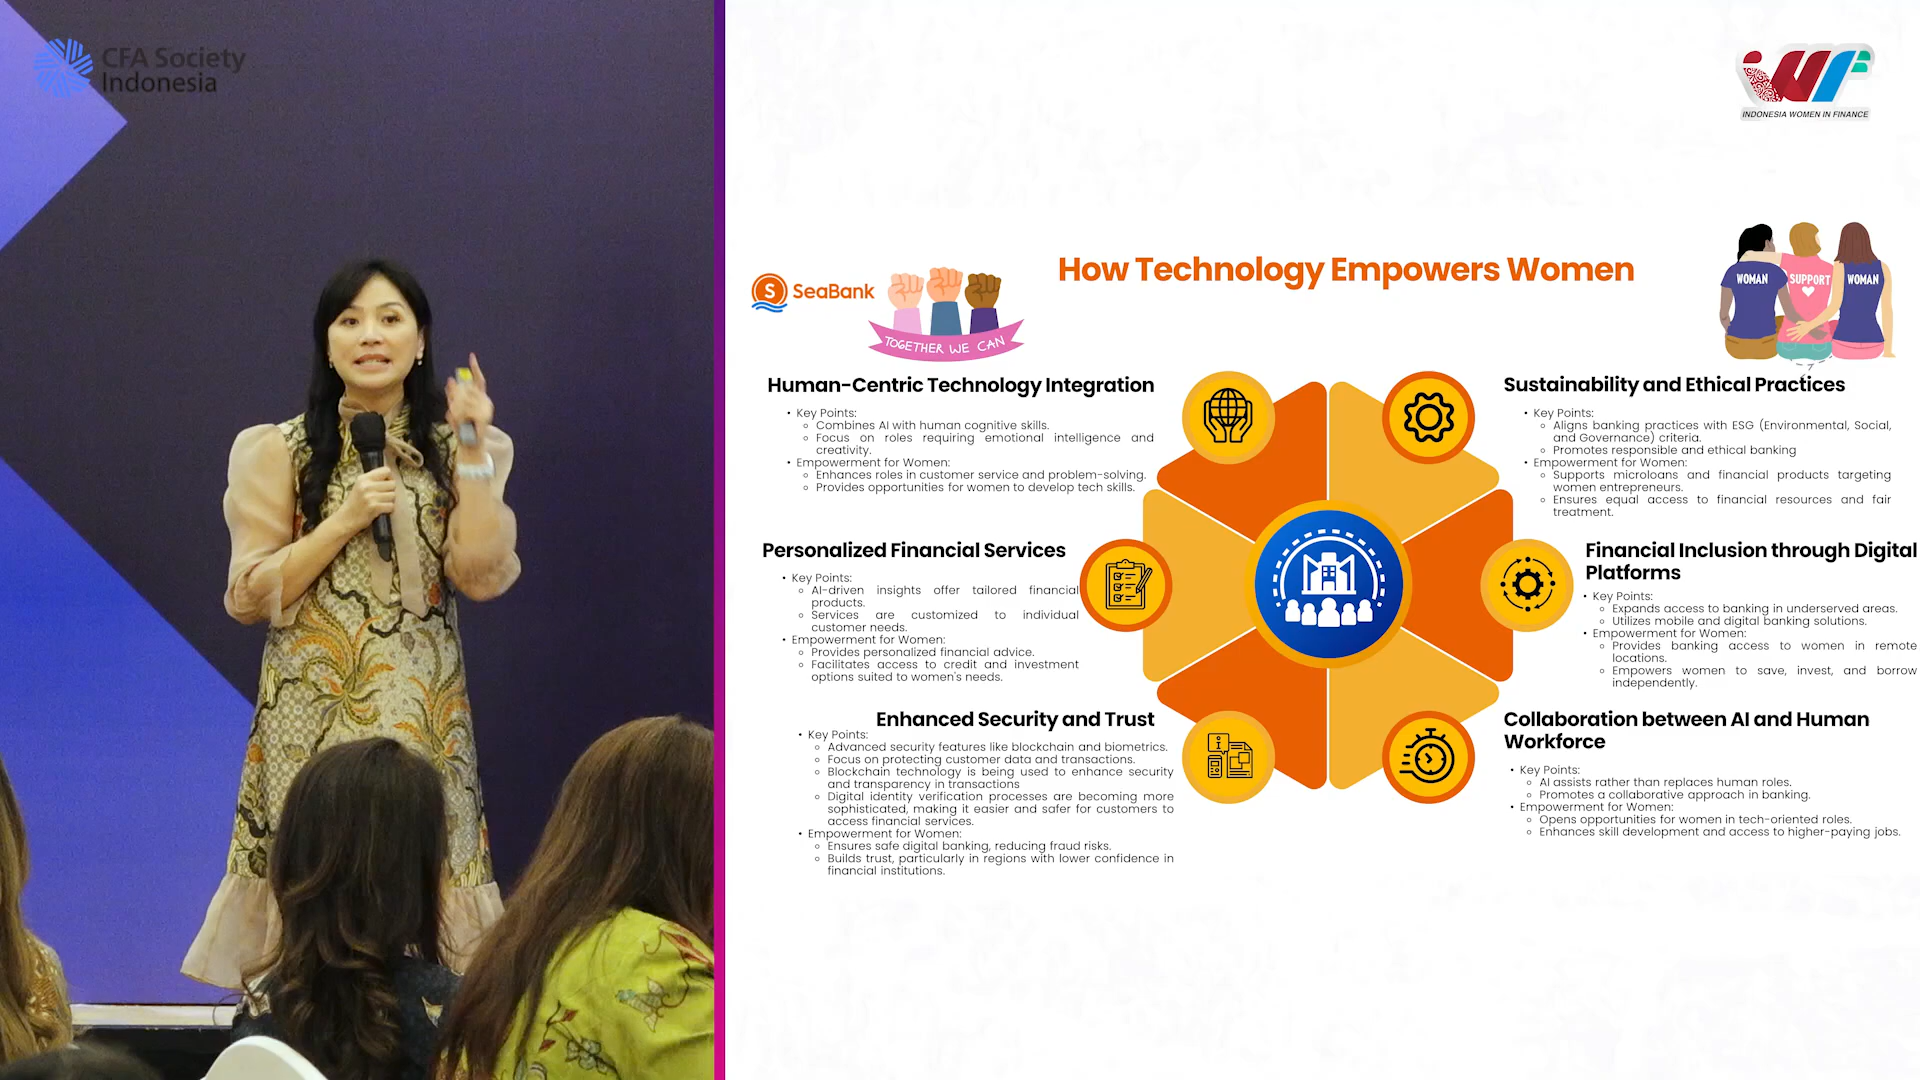 CFA Society
Indonesia
INDONESIA WOMEN IN FINANCE
SeaBank
TOGETHER WE CAN
How Technology Empowers Women
WOMAN
SUPPORT
WOMAN
Human-Centric Technology Integration
• Key Points:
◦ Combines AI with human cognitive skills.
◦ Focus on roles requiring emotional intelligence and
creativity.
• Empowerment for Women:
◦ Enhances roles in customer service and problem-solving.
◦ Provides opportunities for women to develop tech skills.
Personalized Financial Services
• Key Points:
◦ AI-driven insights offer tailored financial
products.
◦ Services are customized to individual
customer needs.
• Empowerment for Women:
◦ Provides personalized financial advice.
◦ Facilitates access to credit and investment
options suited to women's needs.
Enhanced Security and Trust
• Key Points:
◦ Advanced security features like blockchain and biometrics.
◦ Focus on protecting customer data and transactions.
◦ Blockchain technology is being used to enhance security
and transparency in transactions
◦ Digital identity verification processes are becoming more
sophisticated, making it easier and safer for customers to
access financial services.
• Empowerment for Women:
◦ Ensures safe digital banking, reducing fraud risks.
◦ Builds trust, particularly in regions with lower confidence in
financial institutions.
Sustainability and Ethical Practices
• Key Points:
◦ Aligns banking practices with ESG (Environmental, Social,
and Governance) criteria.
◦ Promotes responsible and ethical banking
• Empowerment for Women:
◦ Supports microloans and financial products targeting
women entrepreneurs.
◦ Ensures equal access to financial resources and fair
treatment.
Financial Inclusion through Digital
Platforms
• Key Points:
◦ Expands access to banking in underserved areas.
◦ Utilizes mobile and digital banking solutions.
• Empowerment for Women:
◦ Provides banking access to women in remote
locations.
◦ Empowers women to save, invest, and borrow
independently.
Collaboration between AI and Human
Workforce
• Key Points:
◦ AI assists rather than replaces human roles.
◦ Promotes a collaborative approach in banking.
• Empowerment for Women:
◦ Opens opportunities for women in tech-oriented roles.
◦ Enhances skill development and access to higher-paying jobs.